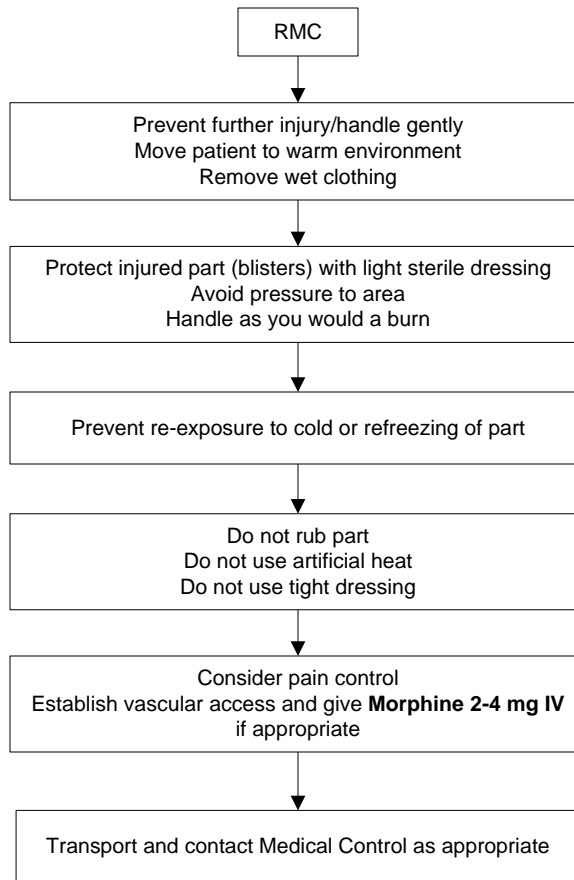 RMC
Prevent further injury/handle gently
Move patient to warm environment
Remove wet clothing
Protect injured part (blisters) with light sterile dressing
Avoid pressure to area
Handle as you would a burn
Prevent re-exposure to cold or refreezing of part
Do not rub part
Do not use artificial heat
Do not use tight dressing
Consider pain control
Establish vascular access and give Morphine 2-4 mg IV
if appropriate
Transport and contact Medical Control as appropriate